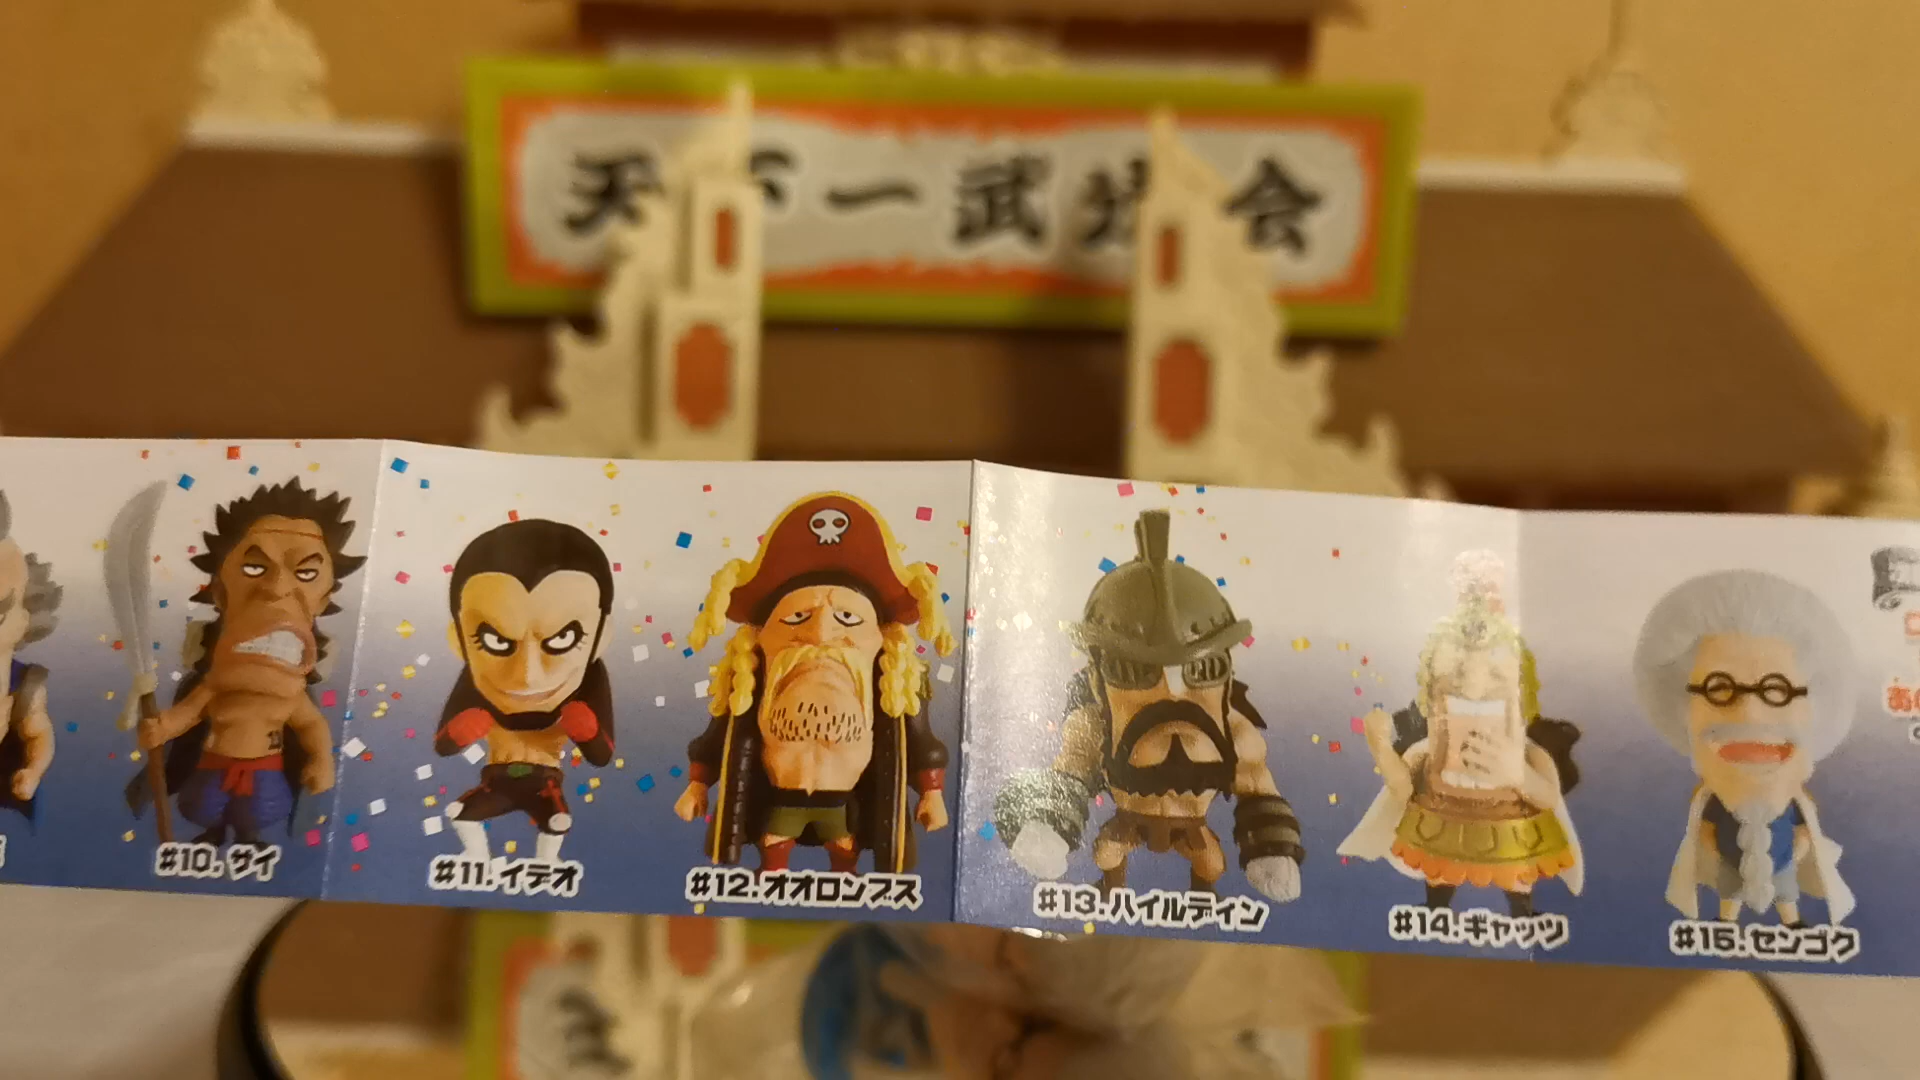 天下一武道会
#10.サイ
#11.イデオ
#12.オオロンブス
#13.ハイルディン
#14.ギャッツ
#15.センゴク